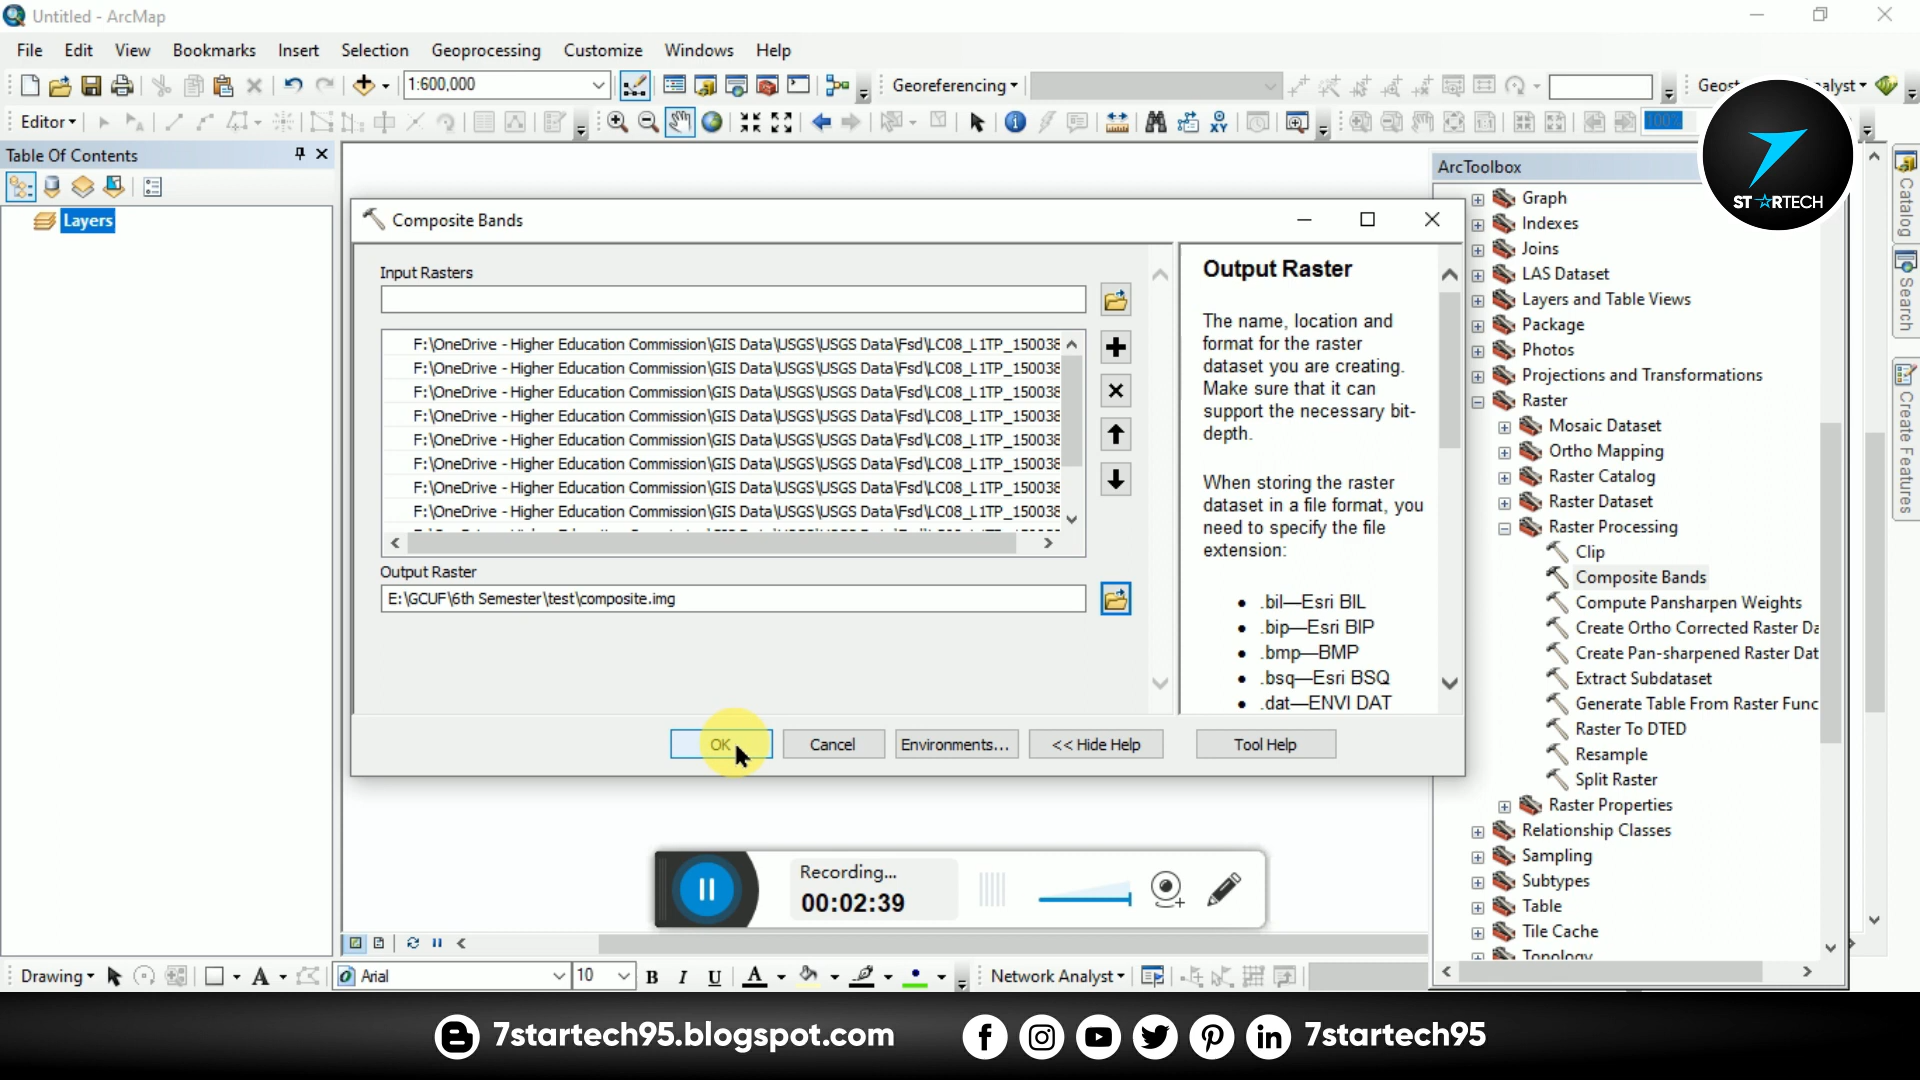 Untitled - ArcMap
File Edit View Bookmarks Insert Selection Geoprocessing Customize Windows Help
1:600,000
Georeferencing
Geost
alyst
Editor
100%
Table Of Contents
Layers
ArcToolbox
ST RTECH
Catalog
Search
Create Features
Composite Bands
Input Rasters
F:\OneDrive - Higher Education Commission\GIS Data\USGS\USGS Data\Fsd\LC08_L1TP_150038
F:\OneDrive - Higher Education Commission\GIS Data\USGS\USGS Data\Fsd\LC08_L1TP_150038
F:\OneDrive - Higher Education Commission\GIS Data\USGS\USGS Data\Fsd\LC08_L1TP_150038
F:\OneDrive - Higher Education Commission\GIS Data\USGS\USGS Data\Fsd\LC08_L1TP_150038
F:\OneDrive - Higher Education Commission\GIS Data\USGS\USGS Data\Fsd\LC08_L1TP_150038
F:\OneDrive - Higher Education Commission\GIS Data\USGS\USGS Data\Fsd\LC08_L1TP_150038
F:\OneDrive - Higher Education Commission\GIS Data\USGS\USGS Data\Fsd\LC08_L1TP_150038
F:\OneDrive - Higher Education Commission\GIS Data\USGS\USGS Data\Fsd\LC08_L1TP_150038
Output Raster
E:\GCUF\6th Semester\test\composite.img
OK
Cancel
Environments...
<< Hide Help
Tool Help
Output Raster
The name, location and
format for the raster
dataset you are creating.
Make sure that it can
support the necessary bit-
depth.
When storing the raster
dataset in a file format, you
need to specify the file
extension:
• .bil—Esri BIL
• .bip—Esri BIP
• .bmp—BMP
• .bsq—Esri BSQ
• .dat—ENVI DAT
Graph
Indexes
Joins
LAS Dataset
Layers and Table Views
Package
Photos
Projections and Transformations
Raster
Mosaic Dataset
Ortho Mapping
Raster Catalog
Raster Dataset
Raster Processing
Clip
Composite Bands
Compute Pansharpen Weights
Create Ortho Corrected Raster Da
Create Pan-sharpened Raster Dat
Extract Subdataset
Generate Table From Raster Func
Raster To DTED
Resample
Split Raster
Raster Properties
Relationship Classes
Sampling
Subtypes
Table
Tile Cache
Topology
Recording...
00:02:39
Drawing
A
Arial
10
B I U A
Network Analyst
7startech95.blogspot.com
7startech95